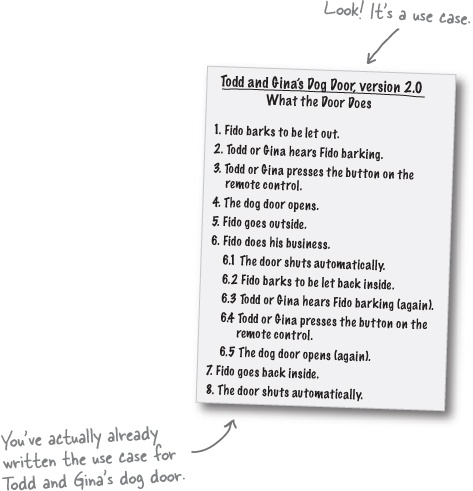 Look! It's a use case.
Todd and Gina's Dog Door, version 2.0
What the Door Does
1. Fido barks to be let out.
2. Todd or Gina hears Fido barking.
3. Todd or Gina presses the button on the
remote control.
4. The dog door opens.
5. Fido goes outside.
6. Fido does his business.
6.1 The door shuts automatically.
6.2 Fido barks to be let back inside.
6.3 Todd or Gina hears Fido barking (again).
6.4 Todd or Gina presses the button on the
remote control.
6.5 The dog door opens (again).
7. Fido goes back inside.
8. The door shuts automatically.
You've actually already
written the use case for
Todd and Gina's dog door.